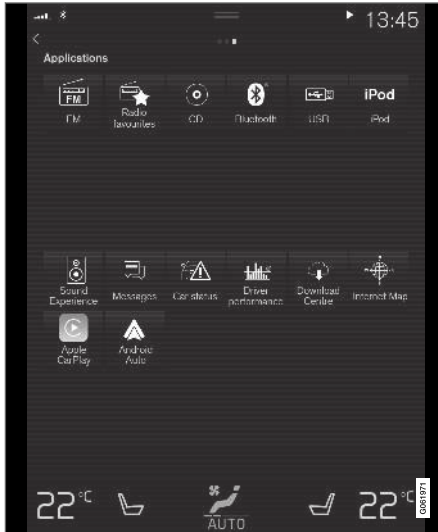 13:45
Applications
FM
iPod
FM
Radio
favourites
CD
Bluetooth
USB
iPod
Sound
Experience
Messages
Car status
Driver
performance
Download
Centre
Internet Map
Apple
CarPlay
Android
Auto
22°C
AUTO
22°C
G061971